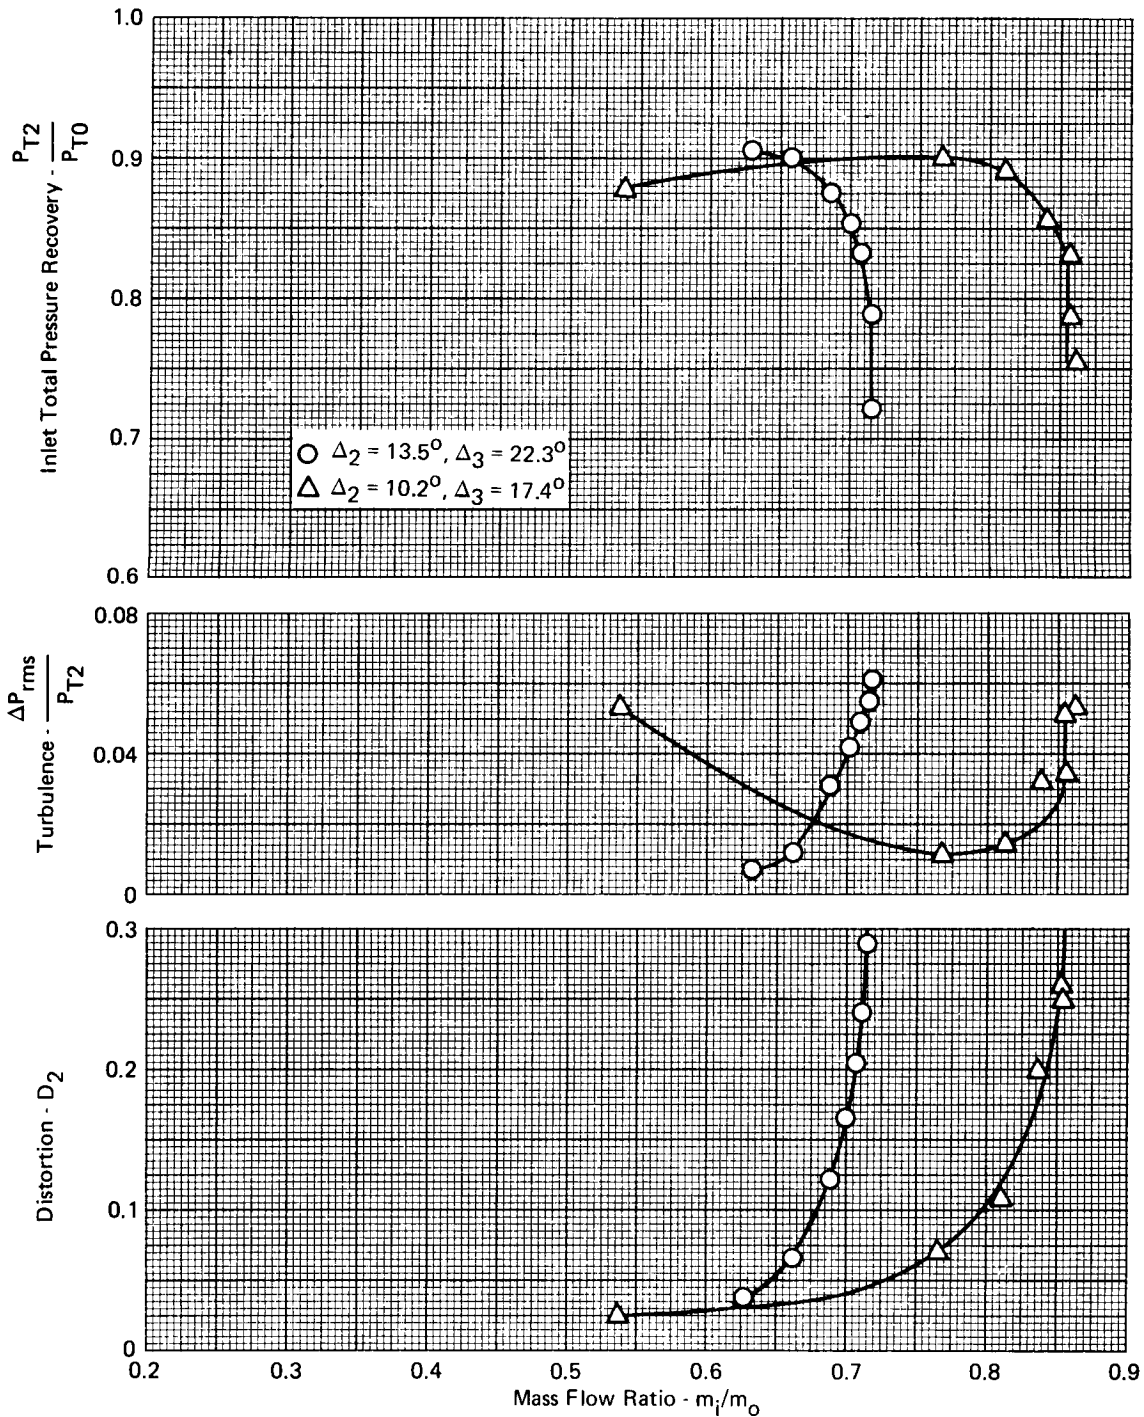 1.0
0.9
0.8
0.7
0.6
Inlet Total Pressure Recovery - P_T2 / P_T0
○ Δ2 = 13.5°, Δ3 = 22.3°
△ Δ2 = 10.2°, Δ3 = 17.4°
0.08
0.04
0
Turbulence - ΔP_rms / P_T2
0.3
0.2
0.1
0
Distortion - D2
0.2 0.3 0.4 0.5 0.6 0.7 0.8 0.9
Mass Flow Ratio - m_i/m_o